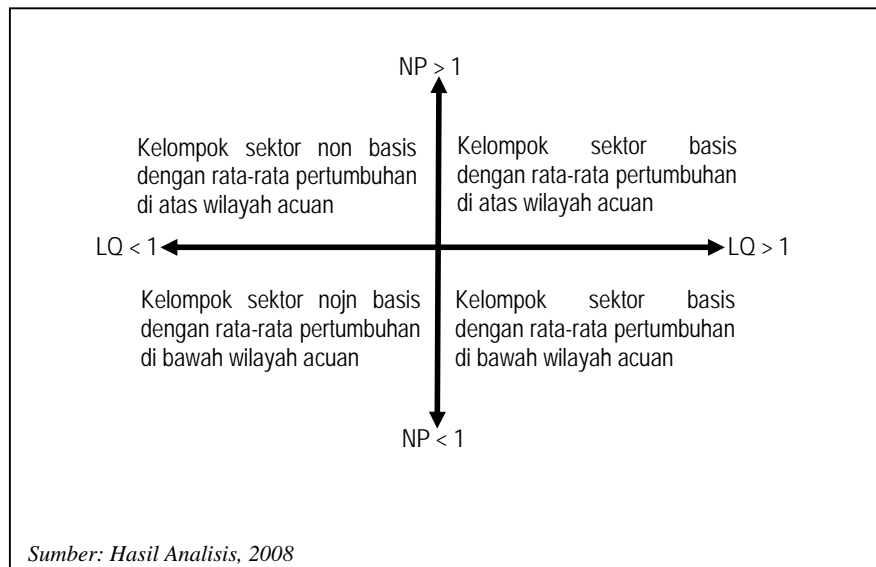 NP > 1
Kelompok sektor non basis
dengan rata-rata pertumbuhan
di atas wilayah acuan
Kelompok sektor basis
dengan rata-rata pertumbuhan
di atas wilayah acuan
LQ < 1
LQ > 1
Kelompok sektor nojn basis
dengan rata-rata pertumbuhan
di bawah wilayah acuan
Kelompok sektor basis
dengan rata-rata pertumbuhan
di bawah wilayah acuan
NP < 1
Sumber: Hasil Analisis, 2008